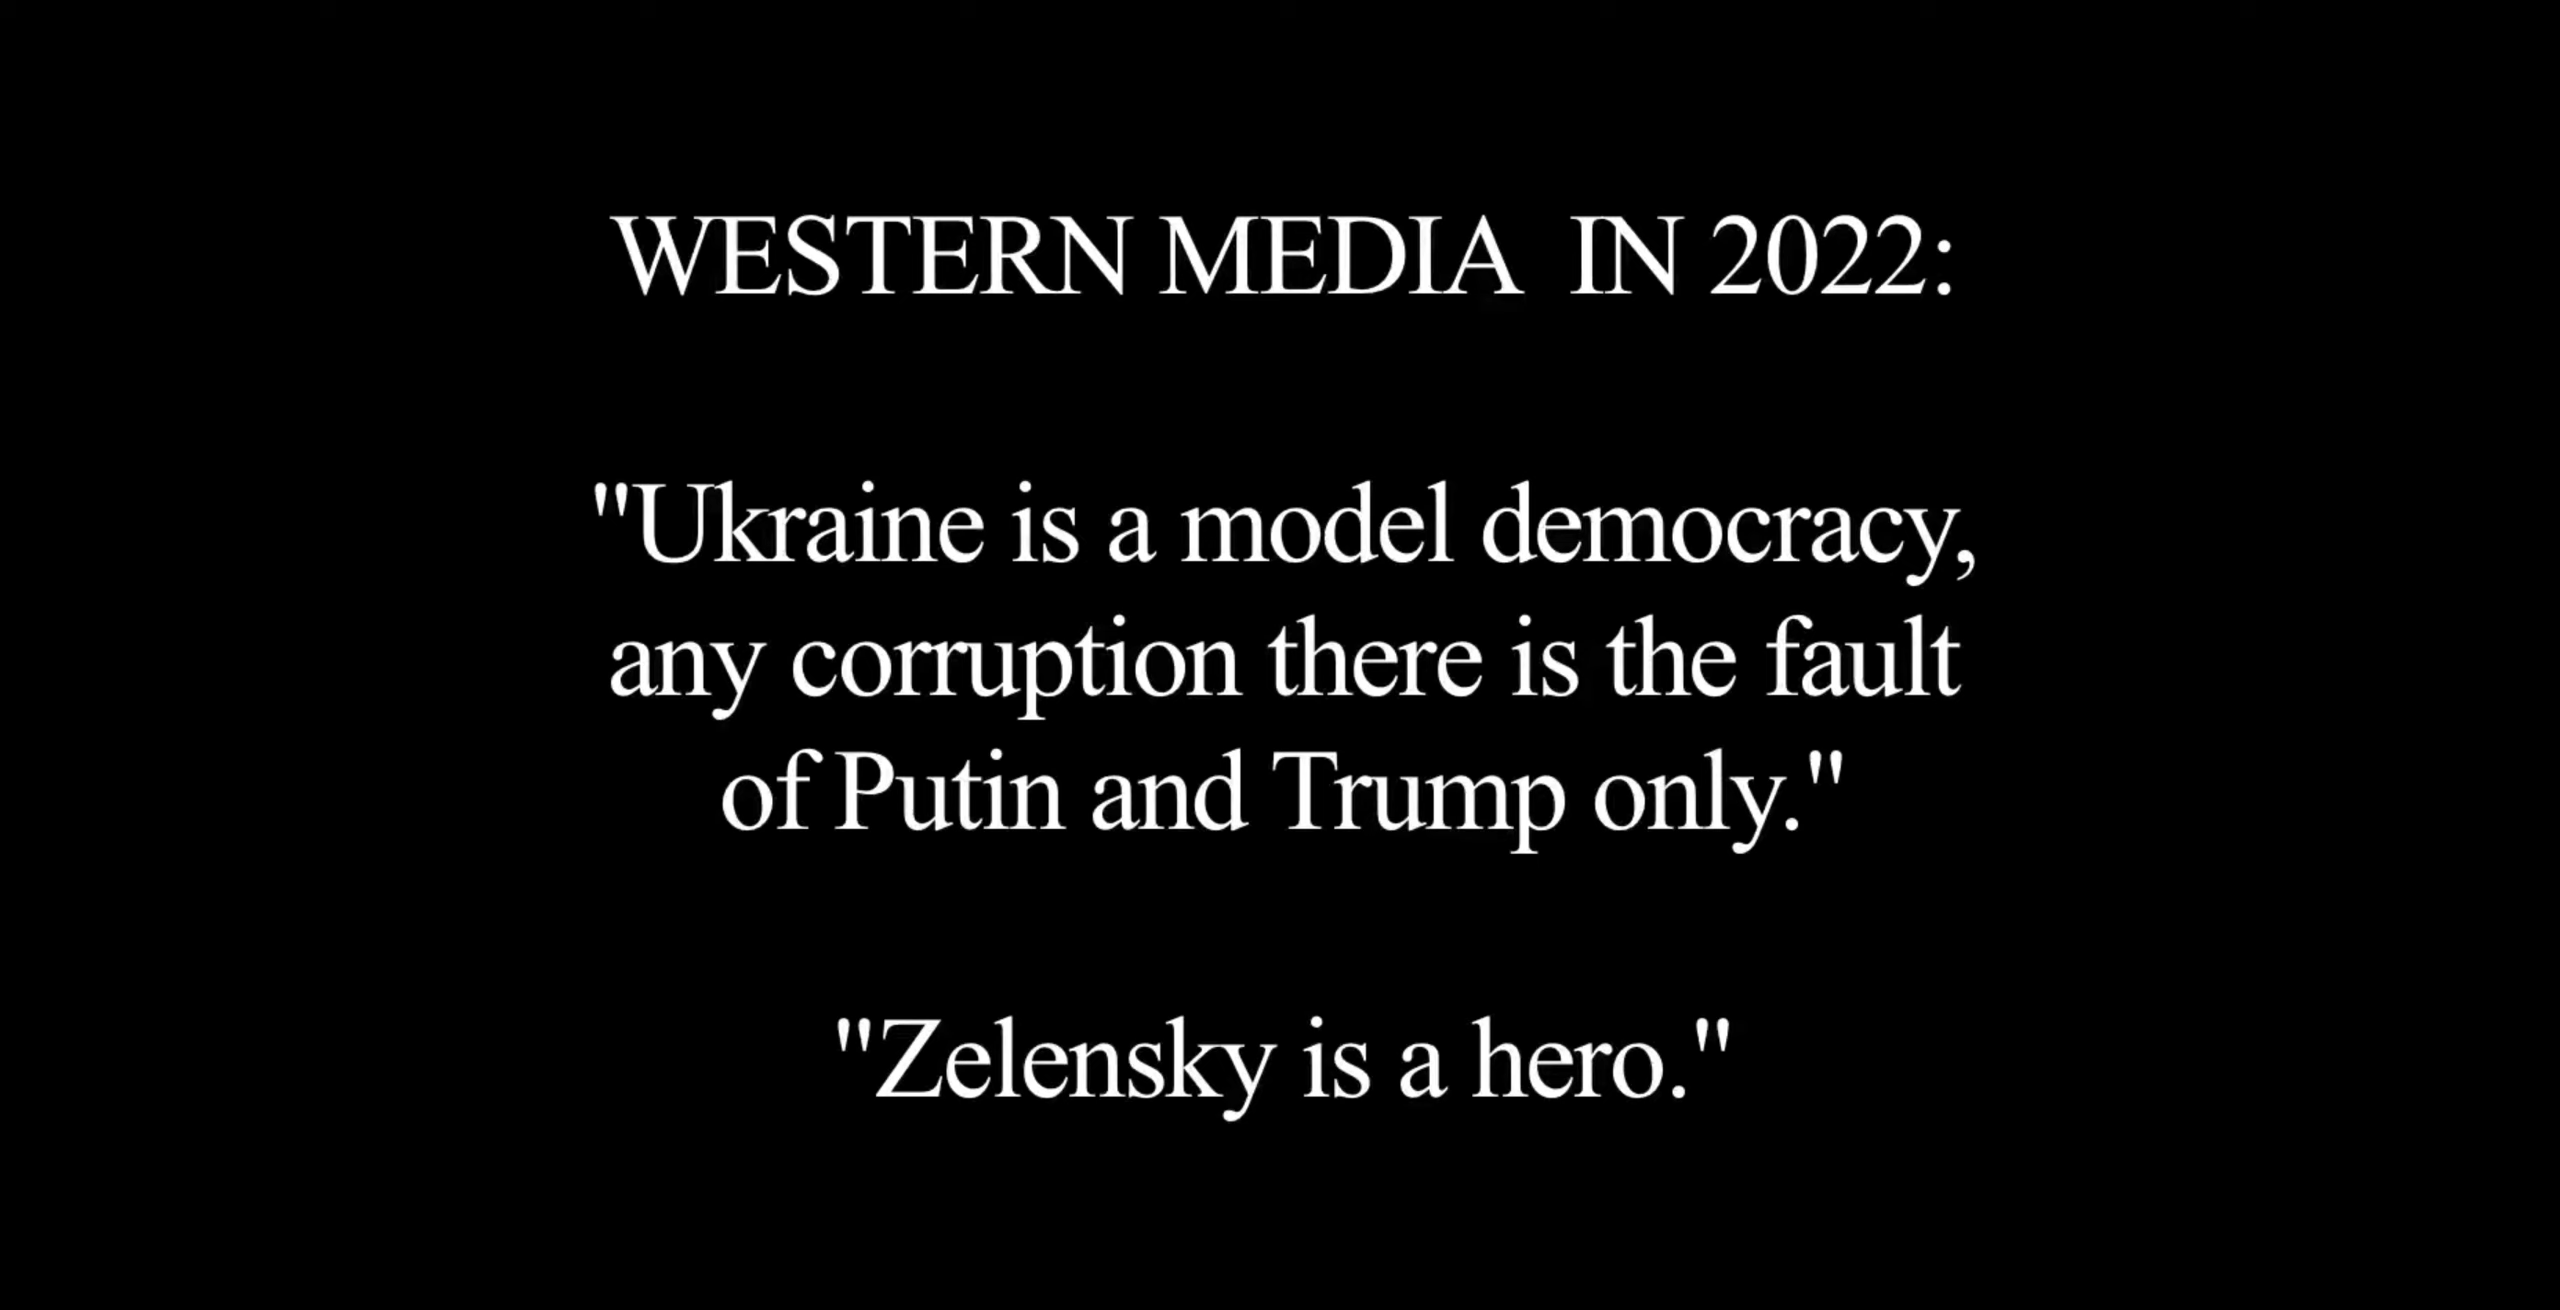 WESTERN MEDIA  IN 2022:
"Ukraine is a model democracy,
any corruption there is the fault
of Putin and Trump only."
"Zelensky is a hero."